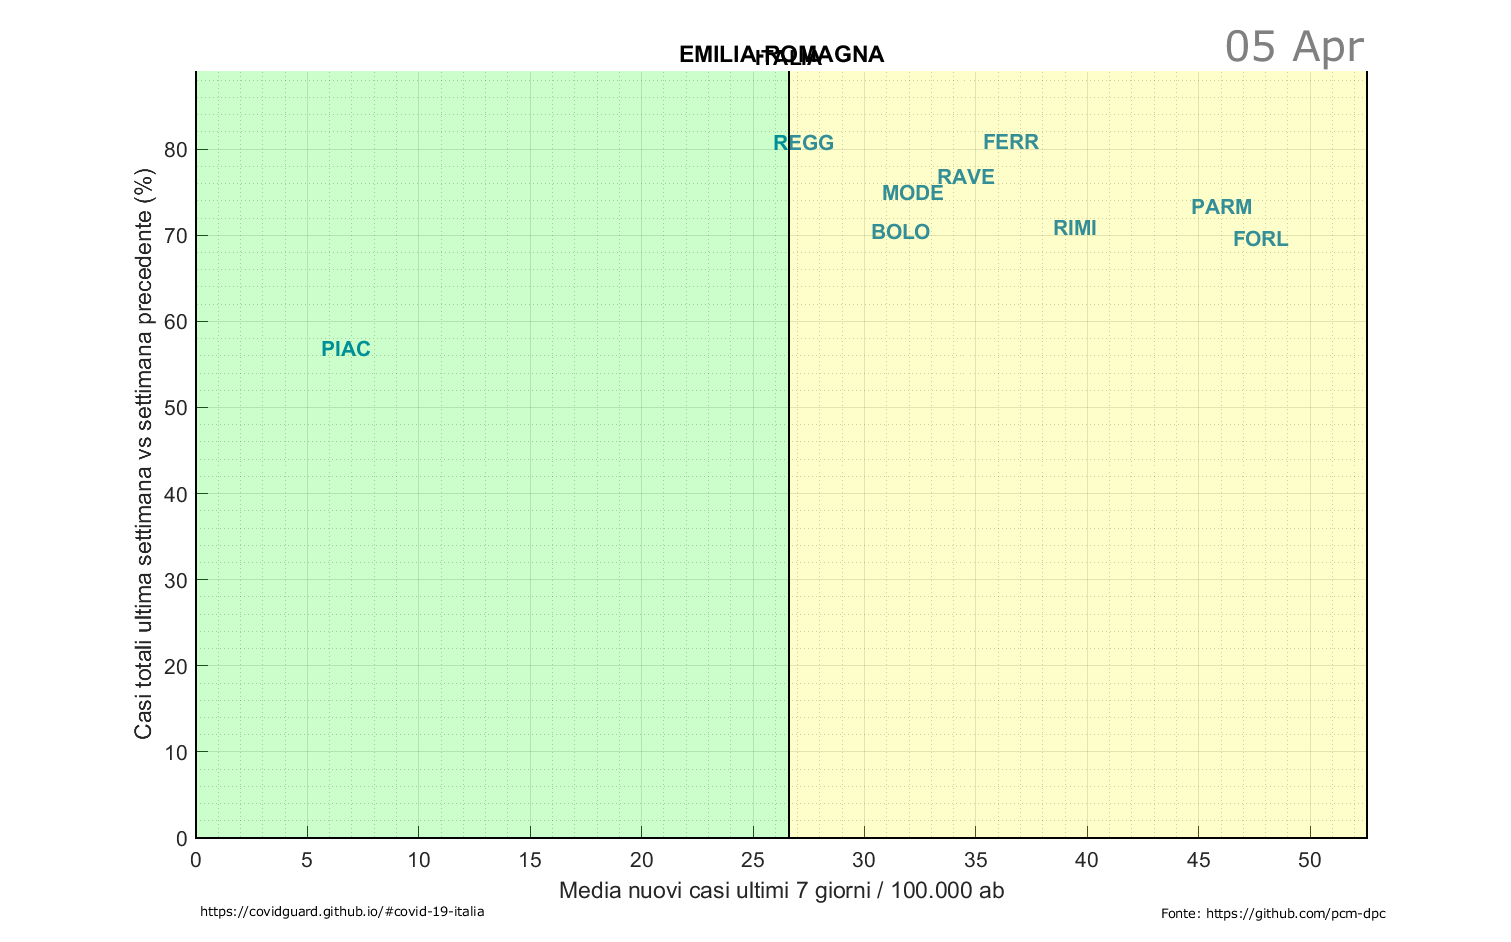 05 Apr
EMILIA-ROMAGNA
ITALIA
REGG
FERR
RAVE
MODE
PARM
BOLO
RIMI
FORL
PIAC
Casi totali ultima settimana vs settimana precedente (%)
80
70
60
50
40
30
20
10
0
0 5 10 15 20 25 30 35 40 45 50
Media nuovi casi ultimi 7 giorni / 100.000 ab
https://covidguard.github.io/#covid-19-italia
Fonte: https://github.com/pcm-dpc